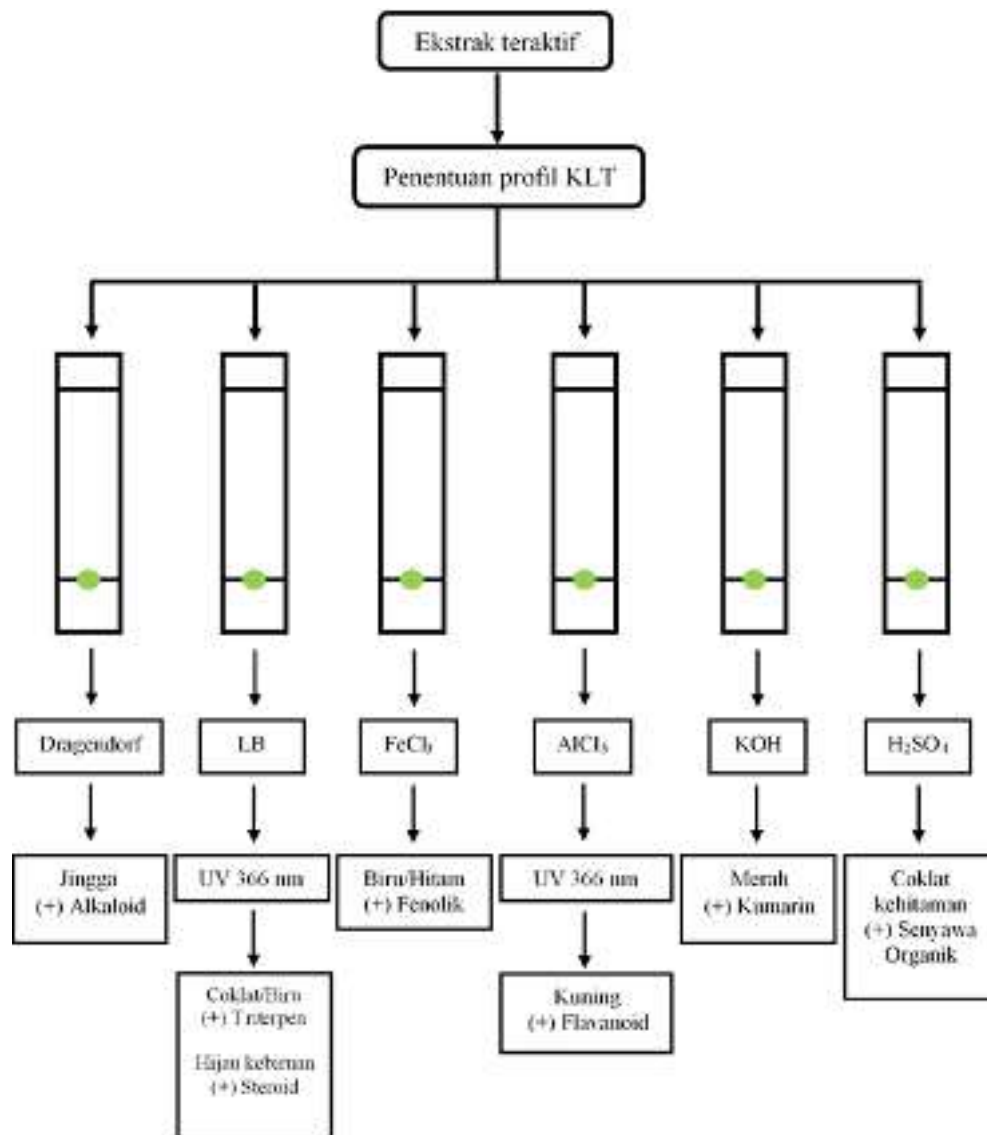 Ekstrak teraktif
Penentuan profil KLT
Dragendorf
LB
FeCl₃
AlCl₃
KOH
H₂SO₄
Jingga
(+) Alkaloid
UV 366 nm
Biru/Hitam
(+) Fenolik
UV 366 nm
Merah
(+) Kumarin
Coklat
kehitaman
(+) Senyawa
Organik
Coklat/Biru
(+) Triterpen
Hijau kebiruan
(+) Steroid
Kuning
(+) Flavanoid